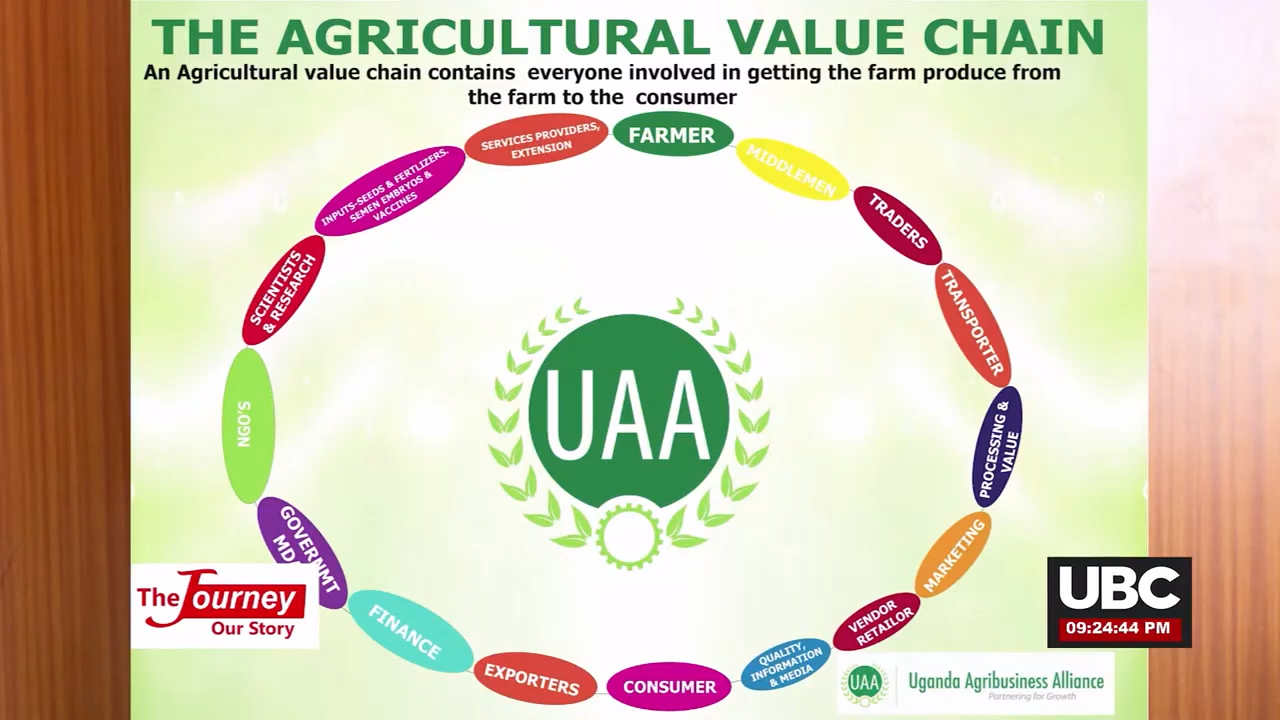 THE AGRICULTURAL VALUE CHAIN
An Agricultural value chain contains everyone involved in getting the farm produce from
the farm to the consumer
FARMER
MIDDLEMEN
TRADERS
TRANSPORTER
PROCESSING &
VALUE
MARKETING
VENDOR
RETAILOR
QUALITY,
INFORMATION
& MEDIA
CONSUMER
EXPORTERS
FINANCE
GOVERNMT
NGO'S
SCIENTISTS
& RESEARCH
INPUTS-SEEDS & FERTLIZERS.
SEMEN EMBRYOS &
VACCINES
SERVICES PROVIDERS,
EXTENSION
UAA
The Journey
Our Story
UBC
09:24:44 PM
UAA
Uganda Agribusiness Alliance
Partnering for Growth